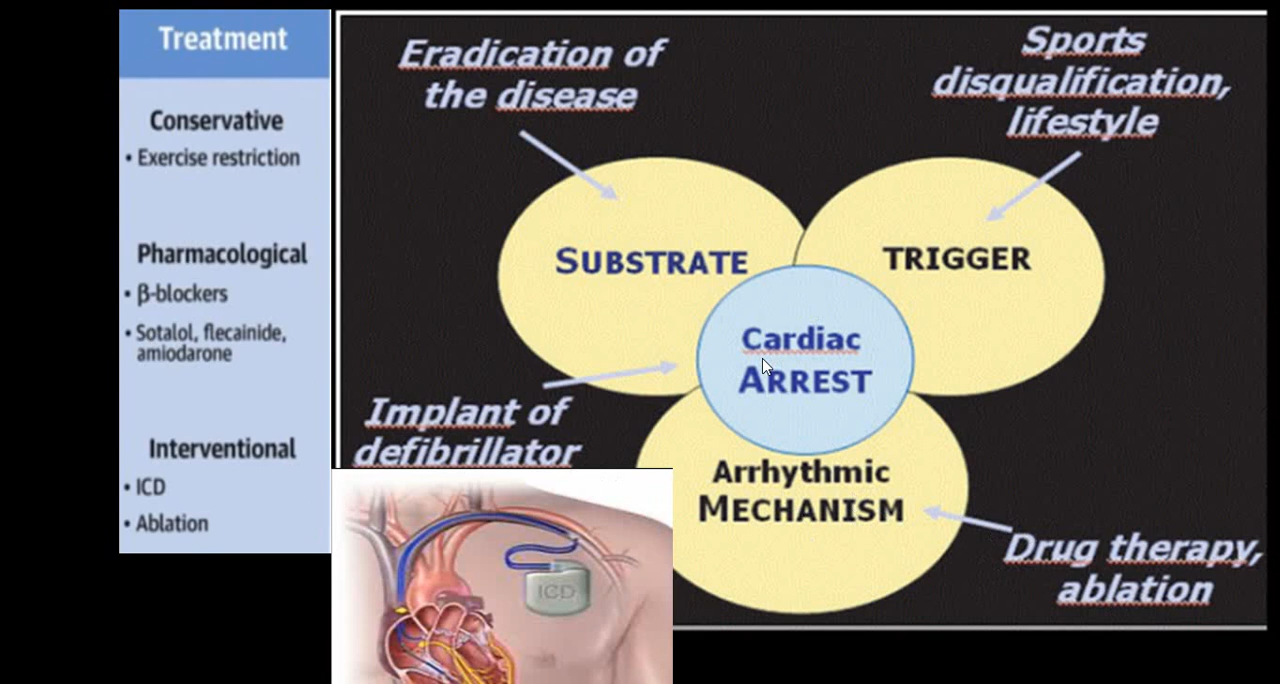 Treatment
Conservative
• Exercise restriction
Pharmacological
• β-blockers
• Sotalol, flecainide,
amiodarone
Interventional
• ICD
• Ablation
Eradication of
the disease
Sports
disqualification,
lifestyle
SUBSTRATE
TRIGGER
Cardiac
ARREST
Implant of
defibrillator
Arrhythmic
MECHANISM
Drug therapy,
ablation
ICD